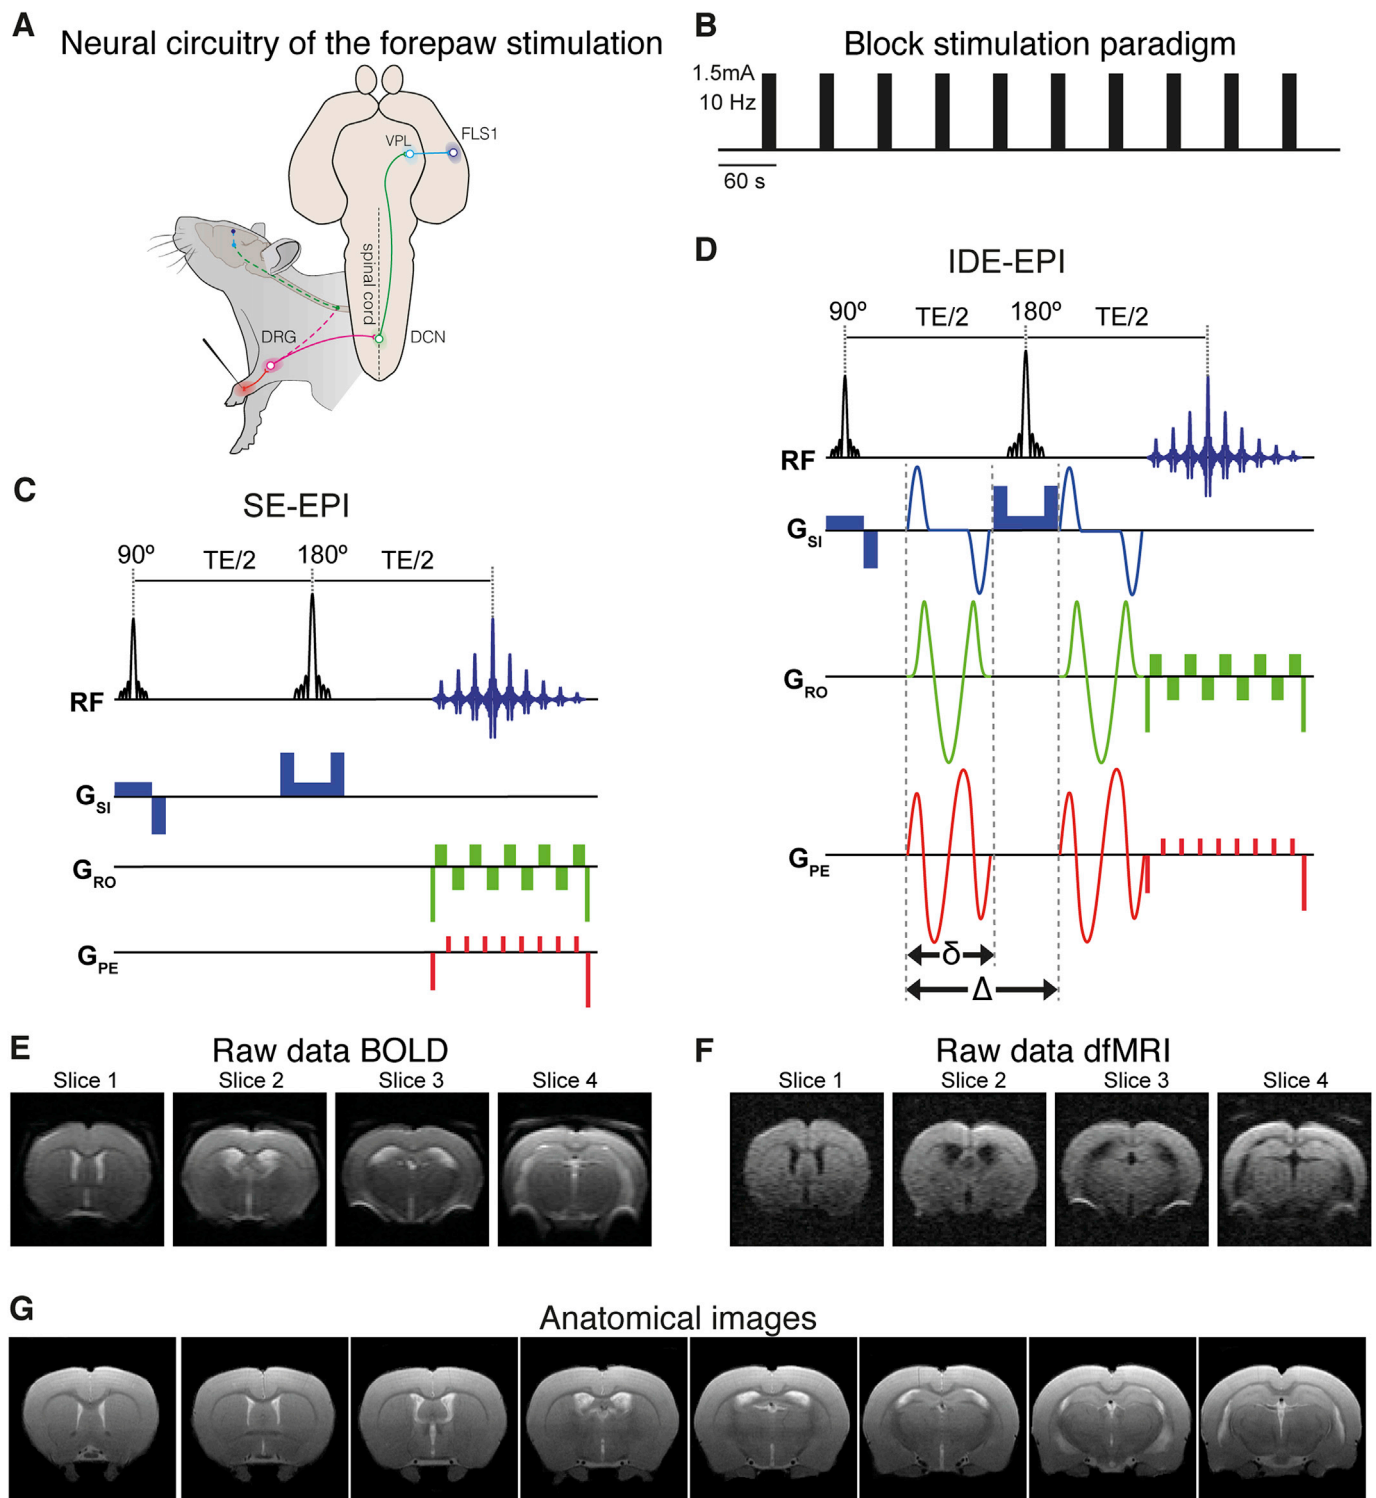 A
Neural circuitry of the forepaw stimulation
VPL
FLS1
spinal cord
DRG
DCN
B
Block stimulation paradigm
1.5mA
10 Hz
60 s
C
SE-EPI
90º
TE/2
180º
TE/2
RF
GSI
GRO
GPE
D
IDE-EPI
90º
TE/2
180º
TE/2
RF
GSI
GRO
GPE
δ
Δ
E
Raw data BOLD
Slice 1
Slice 2
Slice 3
Slice 4
F
Raw data dfMRI
Slice 1
Slice 2
Slice 3
Slice 4
G
Anatomical images